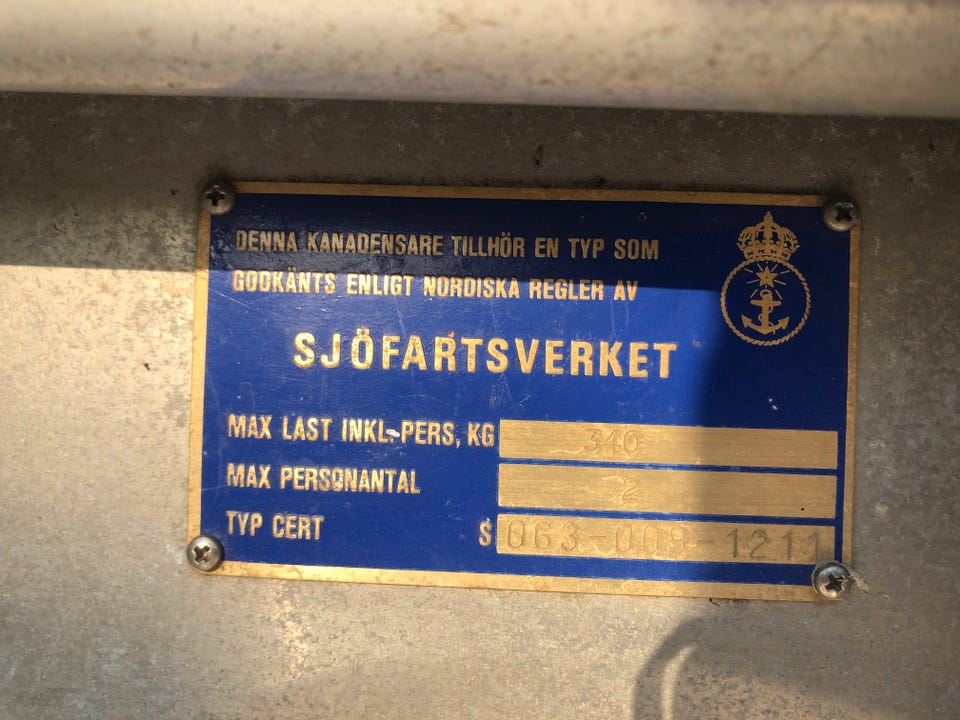 DENNA KANADENSARE TILLHÖR EN TYP SOM
GODKÄNTS ENLIGT NORDISKA REGLER AV
SJÖFARTSVERKET
MAX LAST INKL. PERS, KG 340
MAX PERSONANTAL 2
TYP CERT S 063-009-1211